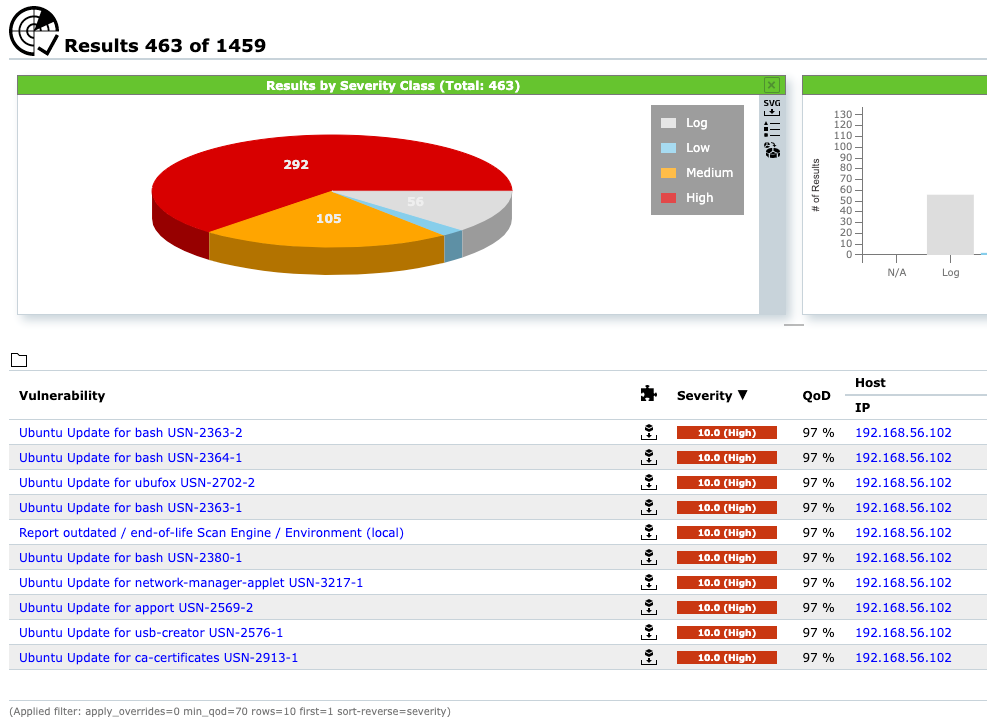 Results 463 of 1459
Results by Severity Class (Total: 463)
SVG
292
56
105
Log
Low
Medium
High
# of Results
130
120
110
100
90
80
70
60
50
40
30
20
10
0
N/A
Log
Vulnerability Severity ▼ QoD Host
IP
Ubuntu Update for bash USN-2363-2 10.0 (High) 97 % 192.168.56.102
Ubuntu Update for bash USN-2364-1 10.0 (High) 97 % 192.168.56.102
Ubuntu Update for ubufox USN-2702-2 10.0 (High) 97 % 192.168.56.102
Ubuntu Update for bash USN-2363-1 10.0 (High) 97 % 192.168.56.102
Report outdated / end-of-life Scan Engine / Environment (local) 10.0 (High) 97 % 192.168.56.102
Ubuntu Update for bash USN-2380-1 10.0 (High) 97 % 192.168.56.102
Ubuntu Update for network-manager-applet USN-3217-1 10.0 (High) 97 % 192.168.56.102
Ubuntu Update for apport USN-2569-2 10.0 (High) 97 % 192.168.56.102
Ubuntu Update for usb-creator USN-2576-1 10.0 (High) 97 % 192.168.56.102
Ubuntu Update for ca-certificates USN-2913-1 10.0 (High) 97 % 192.168.56.102
(Applied filter: apply_overrides=0 min_qod=70 rows=10 first=1 sort-reverse=severity)